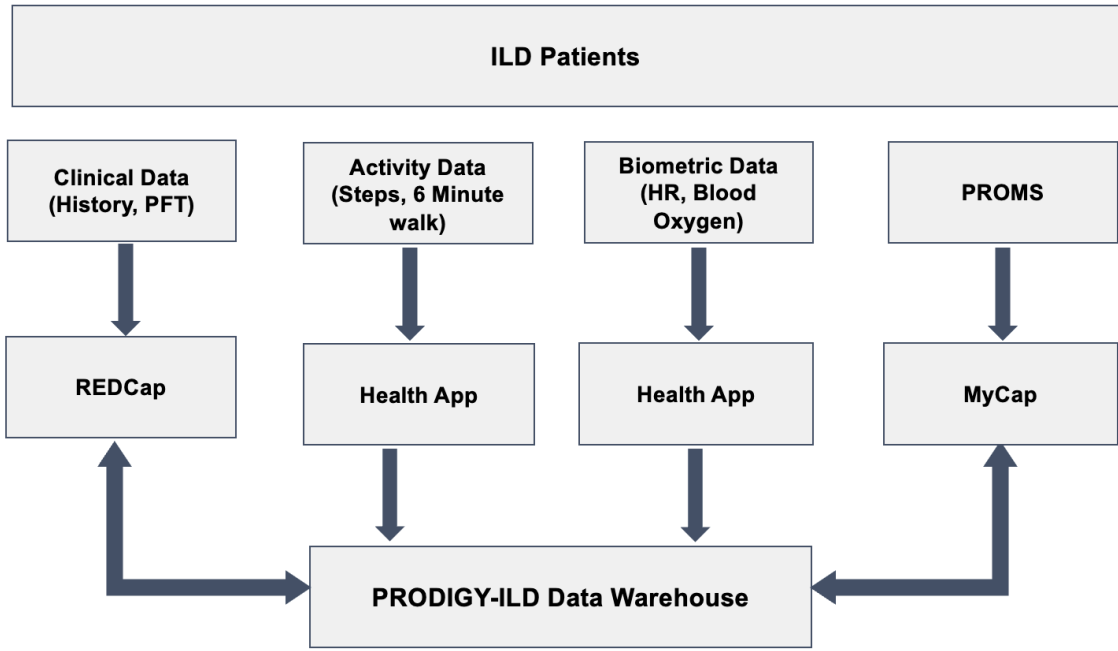 ILD Patients
Clinical Data
(History, PFT)
Activity Data
(Steps, 6 Minute
walk)
Biometric Data
(HR, Blood
Oxygen)
PROMS
REDCap
Health App
Health App
MyCap
PRODIGY-ILD Data Warehouse